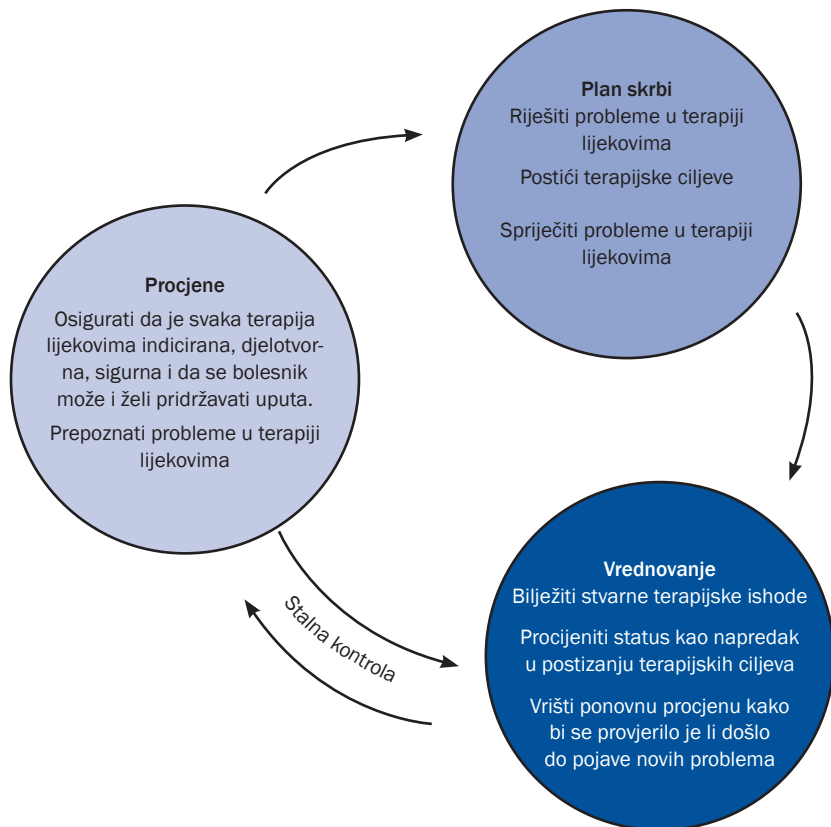 Plan skrbi
Riješiti probleme u terapiji
lijekovima
Postići terapijske ciljeve
Spriječiti probleme u terapiji
lijekovima
Procjene
Osigurati da je svaka terapija
lijekovima indicirana, djelotvor-
na, sigurna i da se bolesnik
može i želi pridržavati uputa.
Prepoznati probleme u terapiji
lijekovima
Stalna kontrola
Vrednovanje
Bilježiti stvarne terapijske ishode
Procijeniti status kao napredak
u postizanju terapijskih ciljeva
Vrišti ponovnu procjenu kako
bi se provjerilo je li došlo
do pojave novih problema